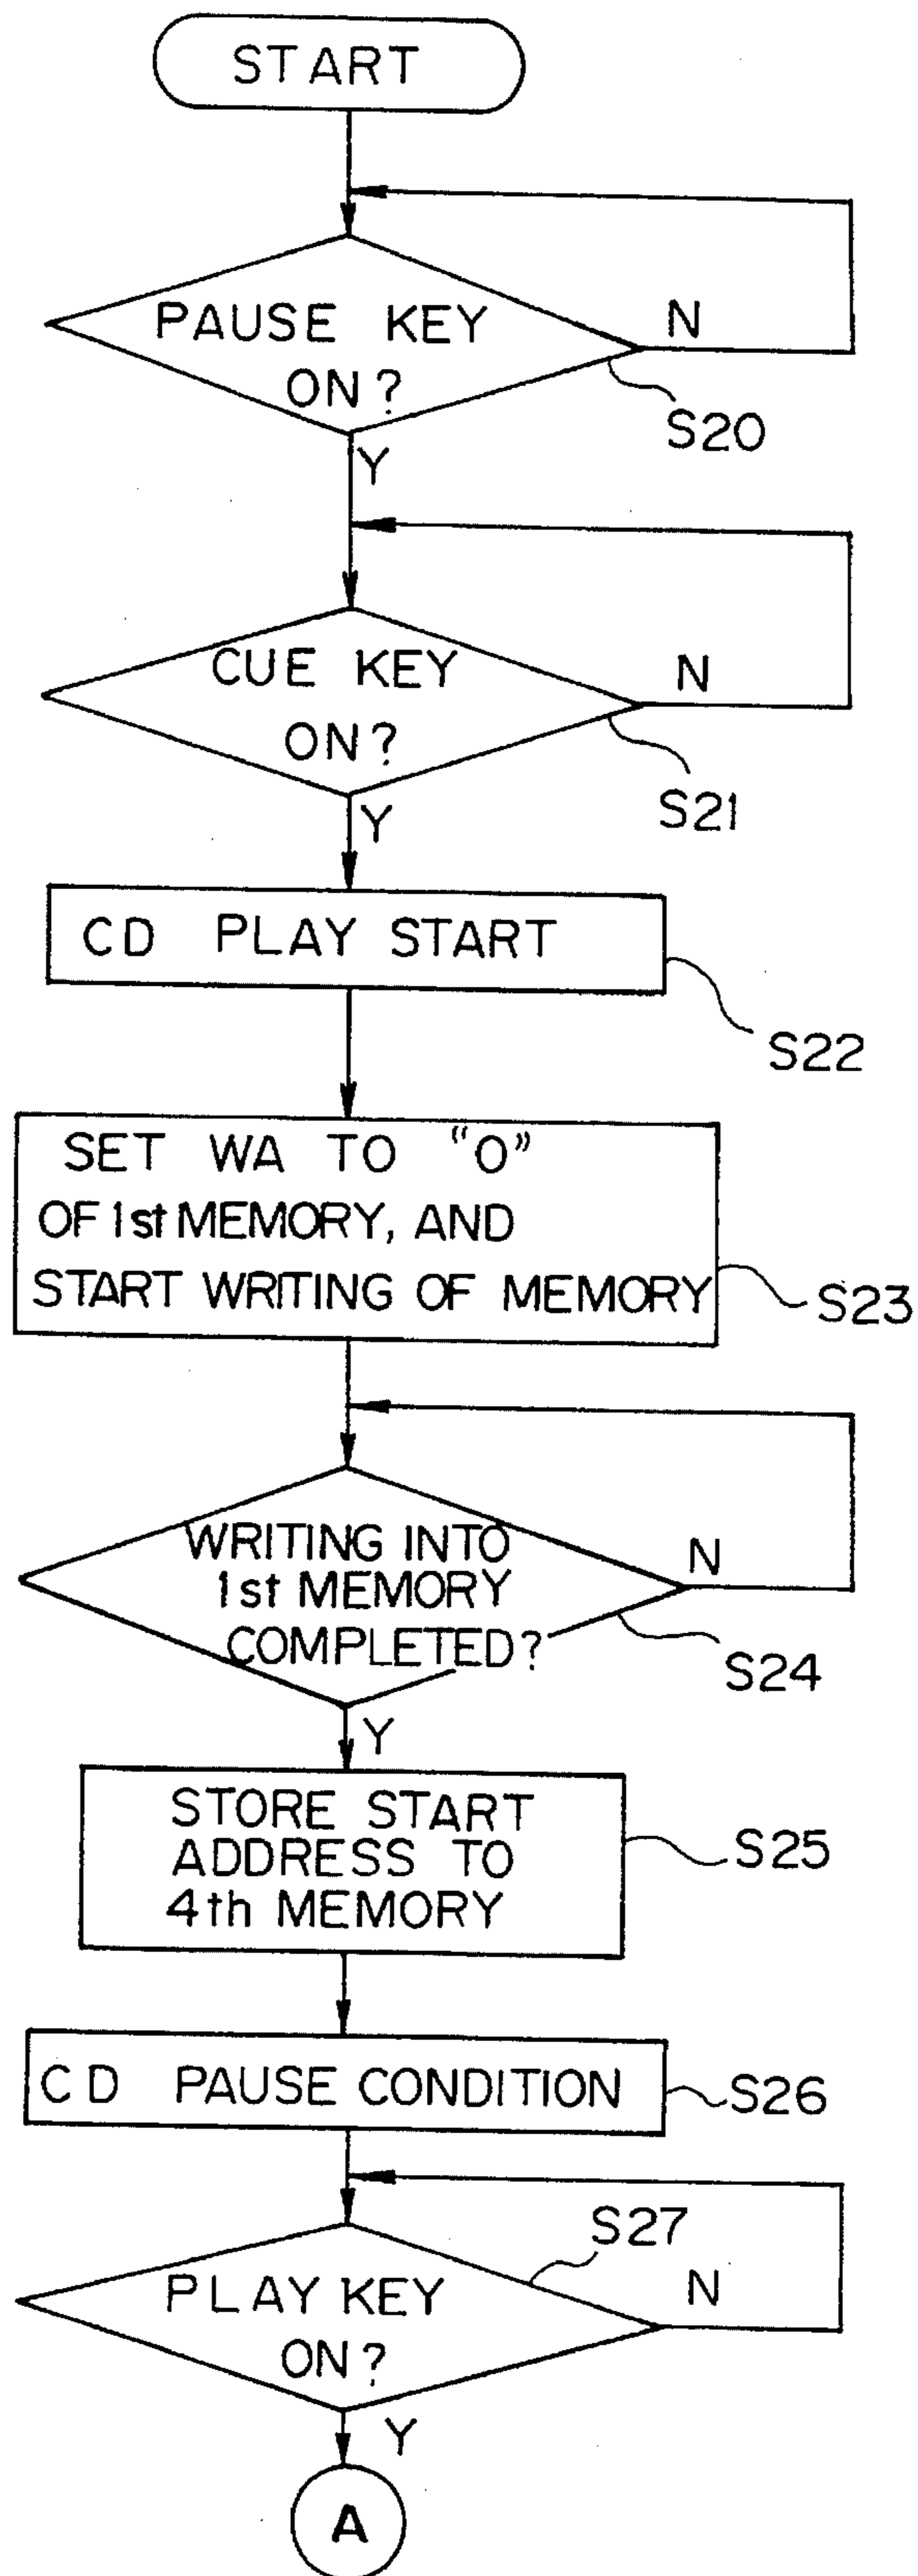 START
PAUSE KEY
ON?
N
S20
Y
CUE KEY
ON?
N
S21
Y
CD PLAY START
S22
SET WA TO "0"
OF 1st MEMORY, AND
START WRITING OF MEMORY
S23
WRITING INTO
1st MEMORY
COMPLETED?
N
S24
Y
STORE START
ADDRESS TO
4th MEMORY
S25
CD PAUSE CONDITION
S26
S27
PLAY KEY
ON?
N
Y
A